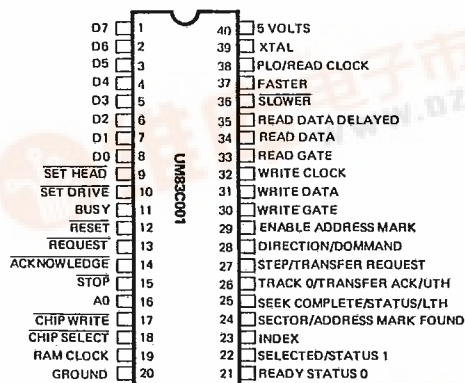 D7 1 40 5 VOLTS
D6 2 39 XTAL
D5 3 38 PLO/READ CLOCK
D4 4 37 FASTER
D3 5 36 SLOWER
D2 6 35 READ DATA DELAYED
D1 7 34 READ DATA
D0 8 33 READ GATE
SET HEAD 9 32 WRITE CLOCK
SET DRIVE 10 31 WRITE DATA
BUSY 11 30 WRITE GATE
RESET 12 29 ENABLE ADDRESS MARK
REQUEST 13 28 DIRECTION/DOMMAND
ACKNOWLEDGE 14 27 STEP/TRANSFER REQUEST
STOP 15 26 TRACK 0/TRANSFER ACK/UTH
A0 16 25 SEEK COMPLETE/STATUS/LTH
CHIP WRITE 17 24 SECTOR/ADDRESS MARK FOUND
CHIP SELECT 18 23 INDEX
RAM CLOCK 19 22 SELECTED/STATUS 1
GROUND 20 21 READY STATUS 0
UM83C001
WWW.DZ